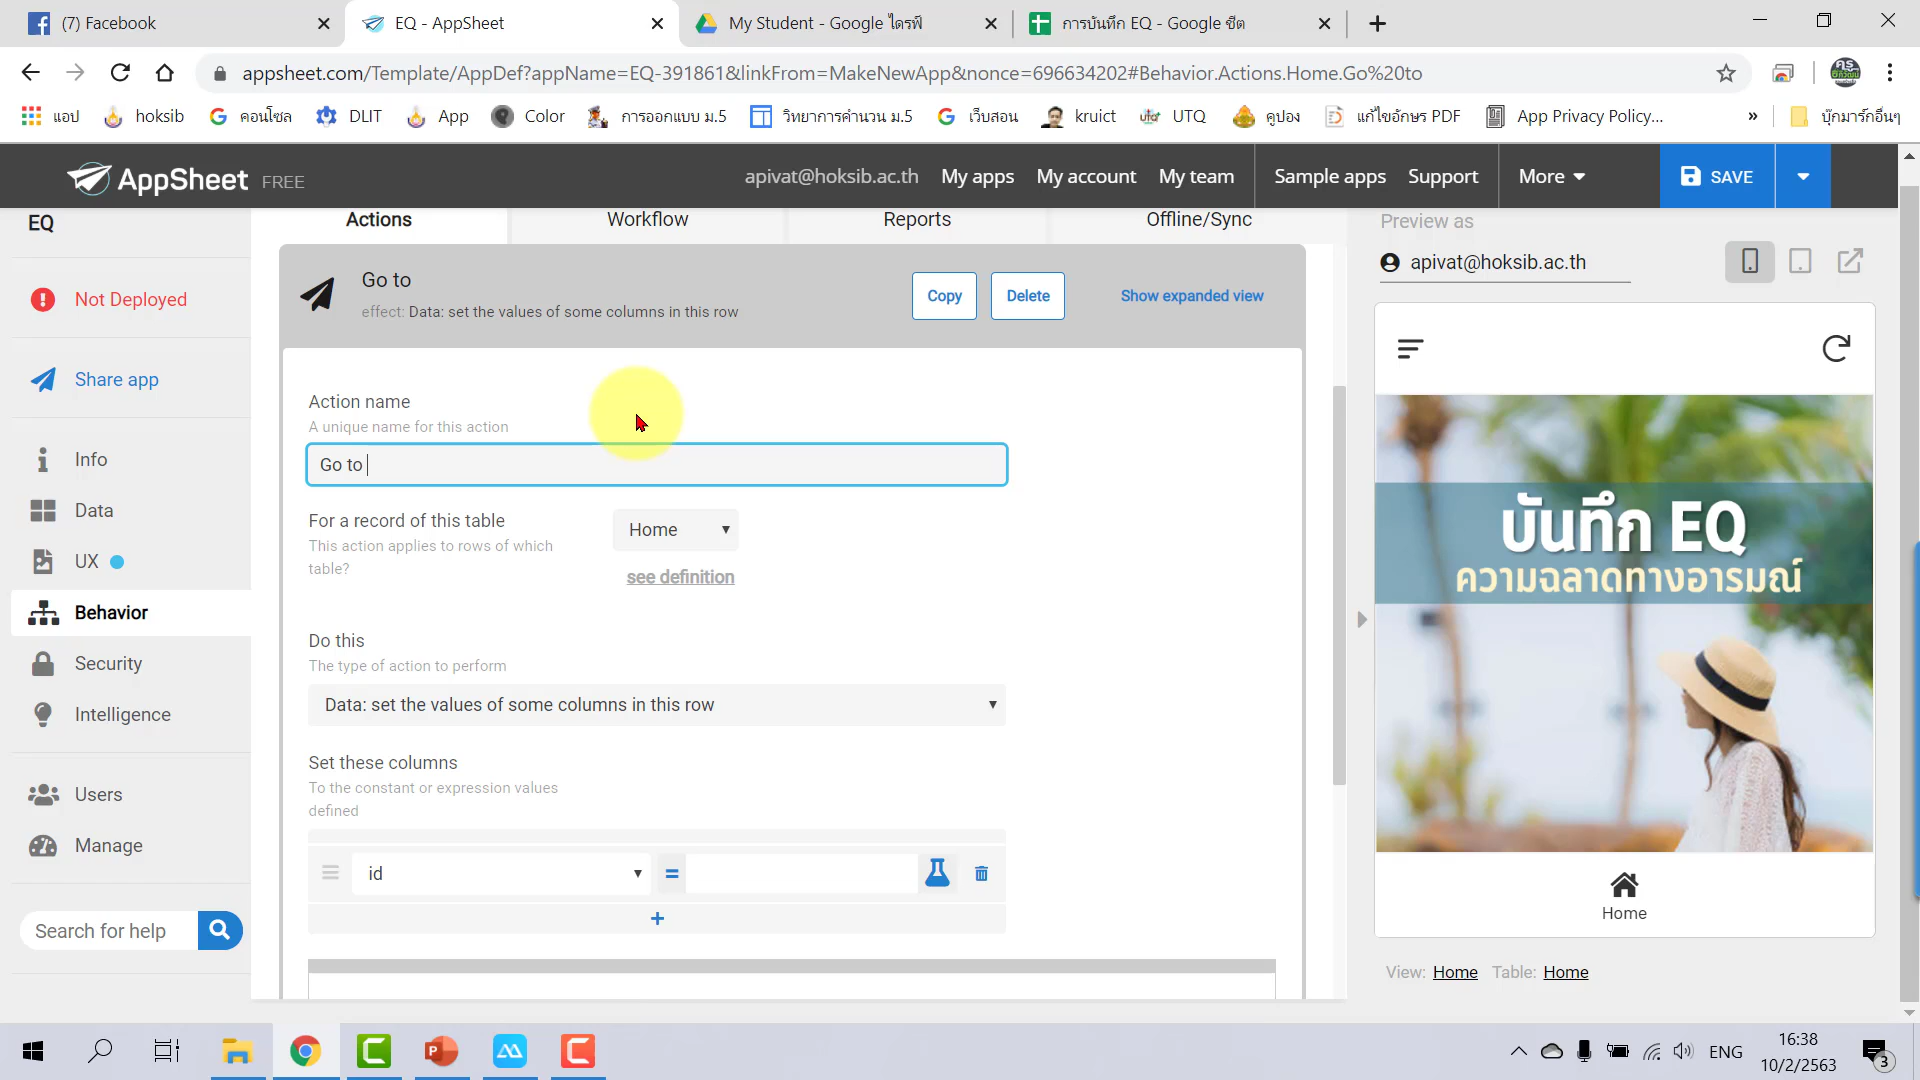 (7) Facebook
EQ - AppSheet
My Student - Google ไดรฟ์
การบันทึก EQ - Google ชีต
appsheet.com/Template/AppDef?appName=EQ-391861&linkFrom=MakeNewApp&nonce=696634202#Behavior.Actions.Home.Go%20to
แอป
hoksib
คอนโซล
DLIT
App
Color
การออกแบบ ม.5
วิทยาการคำนวน ม.5
เว็บสอน
kruict
UTQ
คูปอง
แก้ไขอักษร PDF
App Privacy Policy...
»
บุ๊กมาร์กอื่นๆ
AppSheet FREE
apivat@hoksib.ac.th
My apps
My account
My team
Sample apps
Support
More
SAVE
EQ
Not Deployed
Share app
Info
Data
UX
Behavior
Security
Intelligence
Users
Manage
Search for help
Actions
Workflow
Reports
Offline/Sync
Go to
effect: Data: set the values of some columns in this row
Copy
Delete
Show expanded view
Action name
A unique name for this action
Go to
For a record of this table
This action applies to rows of which
table?
Home
see definition
Do this
The type of action to perform
Data: set the values of some columns in this row
Set these columns
To the constant or expression values
defined
id
=
+
Preview as
apivat@hoksib.ac.th
บันทึก EQ
ความฉลาดทางอารมณ์
Home
View: Home Table: Home
ENG
16:38
10/2/2563
3